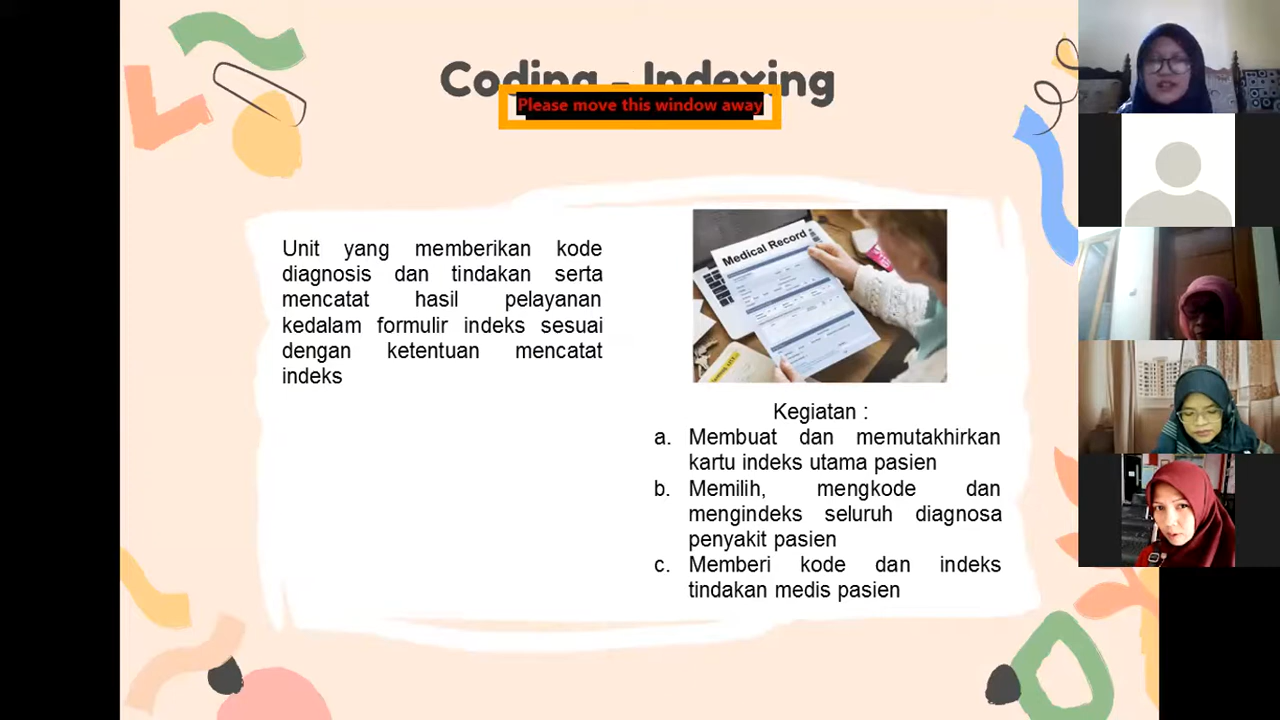 Coding - Indexing
Please move this window away
Unit yang memberikan kode
diagnosis dan tindakan serta
mencatat hasil pelayanan
kedalam formulir indeks sesuai
dengan ketentuan mencatat
indeks
Medical Record
Kegiatan :
a. Membuat dan memutakhirkan
kartu indeks utama pasien
b. Memilih, mengkode dan
mengindeks seluruh diagnosa
penyakit pasien
c. Memberi kode dan indeks
tindakan medis pasien